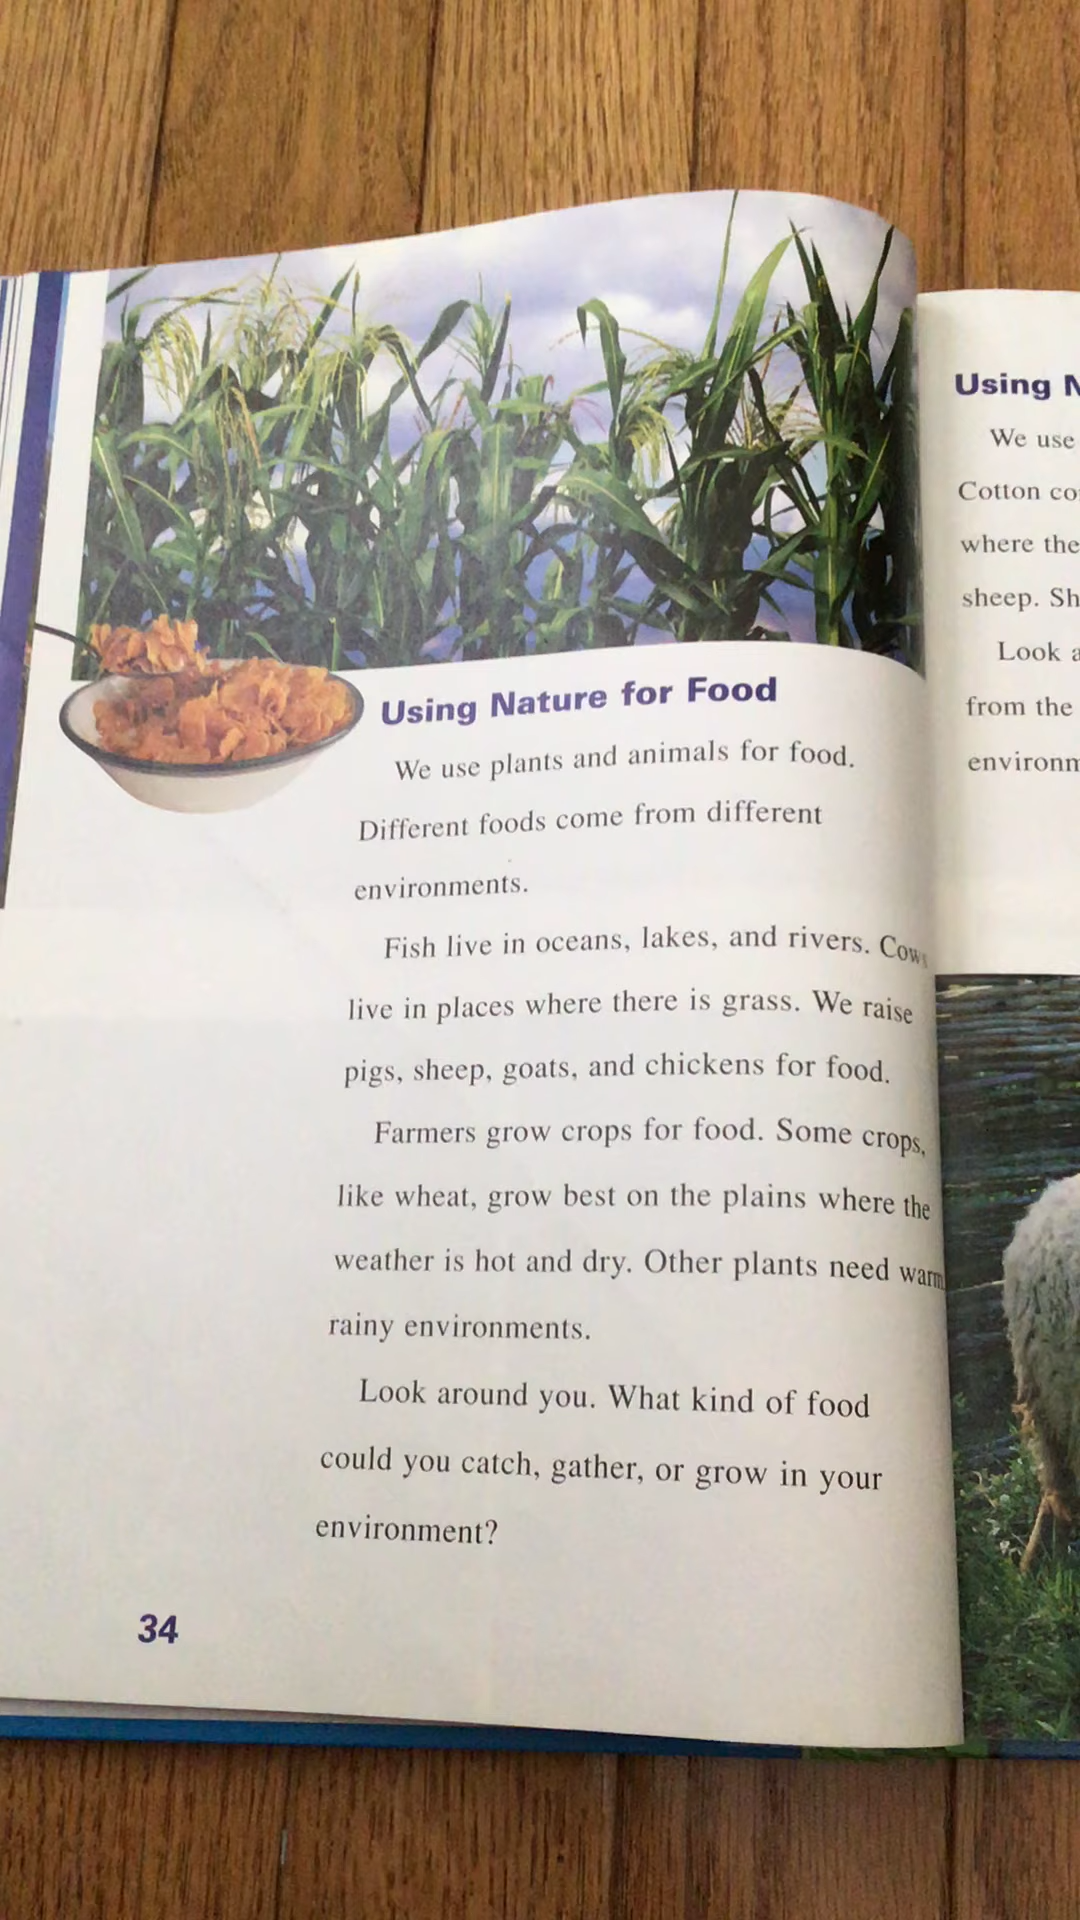 Using Nature for Food
We use plants and animals for food.
Different foods come from different
environments.
Fish live in oceans, lakes, and rivers. Cows
live in places where there is grass. We raise
pigs, sheep, goats, and chickens for food.
Farmers grow crops for food. Some crops,
like wheat, grow best on the plains where the
weather is hot and dry. Other plants need warm
rainy environments.
Look around you. What kind of food
could you catch, gather, or grow in your
environment?
34
Using
We use
Cotton
where the
sheep.
Look
from the